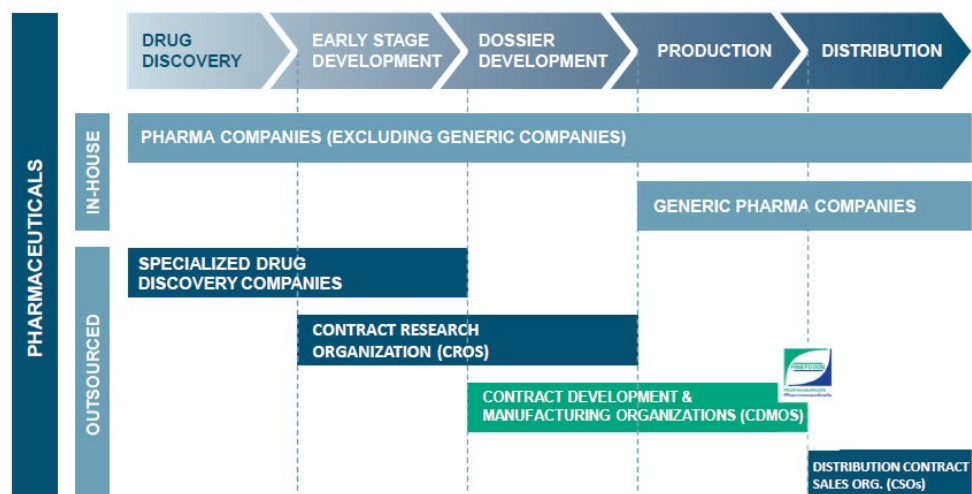 DRUG
DISCOVERY
EARLY STAGE
DEVELOPMENT
DOSSIER
DEVELOPMENT
PRODUCTION
DISTRIBUTION
PHARMACEUTICALS
IN-HOUSE
PHARMA COMPANIES (EXCLUDING GENERIC COMPANIES)
GENERIC PHARMA COMPANIES
OUTSOURCED
SPECIALIZED DRUG
DISCOVERY COMPANIES
CONTRACT RESEARCH
ORGANIZATION (CROS)
FINE FOODS
CONTRACT DEVELOPMENT &
MANUFACTURING ORGANIZATIONS (CDMOS)
DISTRIBUTION CONTRACT
SALES ORG. (CSOs)